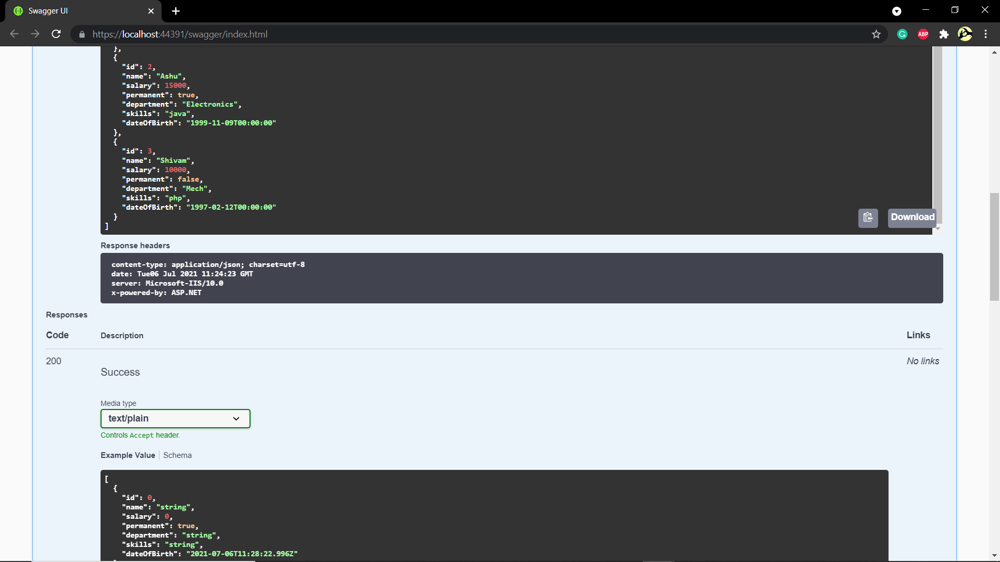 Swagger UI
https://localhost:44391/swagger/index.html
ABP
},
{
"id": 2,
"name": "Ashu",
"salary": 15000,
"permanent": true,
"department": "Electronics",
"skills": "java",
"dateOfBirth": "1999-11-09T00:00:00"
},
{
"id": 3,
"name": "Shivam",
"salary": 10000,
"permanent": false,
"department": "Mech",
"skills": "php",
"dateOfBirth": "1997-02-12T00:00:00"
}
]
Download
Response headers
content-type: application/json; charset=utf-8
date: Tue06 Jul 2021 11:24:23 GMT
server: Microsoft-IIS/10.0
x-powered-by: ASP.NET
Responses
Code Description Links
200 No links
Success
Media type
text/plain
Controls Accept header.
Example Value Schema
[
{
"id": 0,
"name": "string",
"salary": 0,
"permanent": true,
"department": "string",
"skills": "string",
"dateOfBirth": "2021-07-06T11:28:22.996Z"